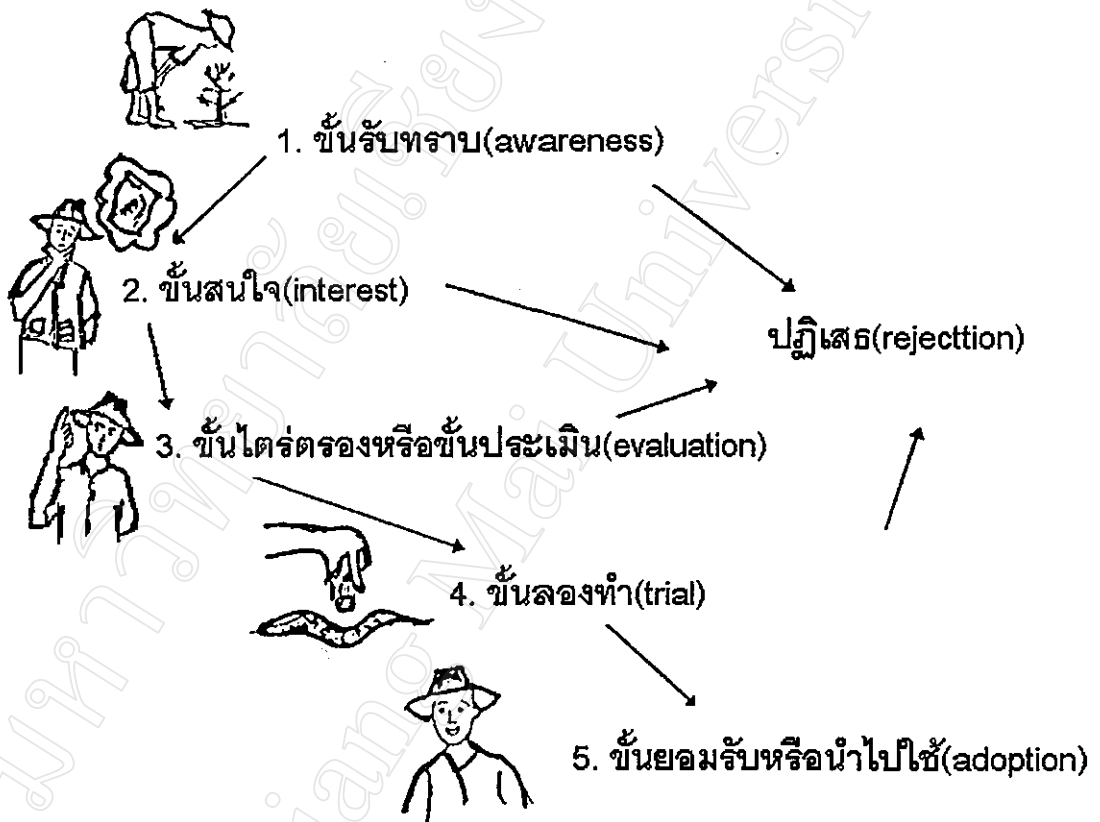 1. ขั้นรับทราบ(awareness)
2. ขั้นสนใจ(interest)
ปฏิเสธ(rejecttion)
3. ขั้นไตร่ตรองหรือขั้นประเมิน(evaluation)
4. ขั้นลองทำ(trial)
5. ขั้นยอมรับหรือนำไปใช้(adoption)